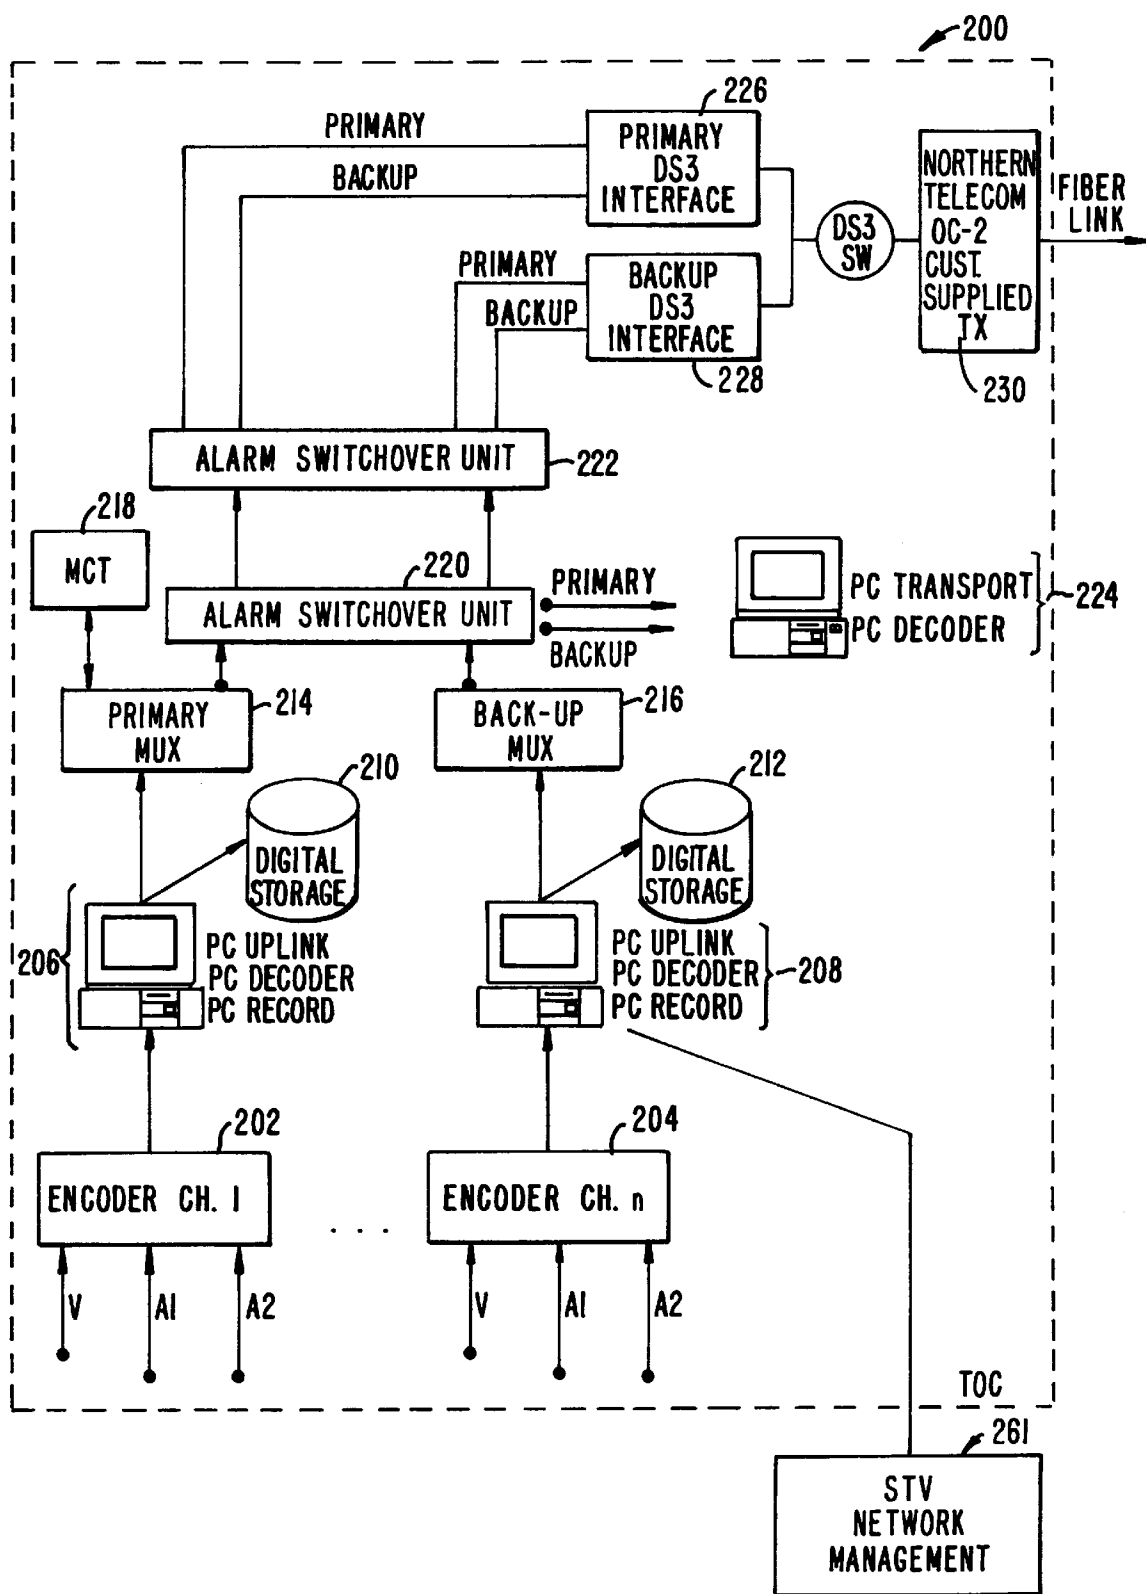 200
226
PRIMARY
BACKUP
PRIMARY
DS3
INTERFACE
NORTHERN
TELECOM
OC-2
CUST.
SUPPLIED
TX
230
FIBER
LINK
DS3
SW
PRIMARY
BACKUP
BACKUP
DS3
INTERFACE
228
ALARM SWITCHOVER UNIT
222
218
MCT
220
ALARM SWITCHOVER UNIT
PRIMARY
BACKUP
PC TRANSPORT
PC DECODER
224
PRIMARY
MUX
214
BACK-UP
MUX
216
210
DIGITAL
STORAGE
212
DIGITAL
STORAGE
206
PC UPLINK
PC DECODER
PC RECORD
PC UPLINK
PC DECODER
PC RECORD
208
202
ENCODER CH. 1
204
ENCODER CH. n
. . .
V
A1
A2
V
A1
A2
TOC
261
STV
NETWORK
MANAGEMENT